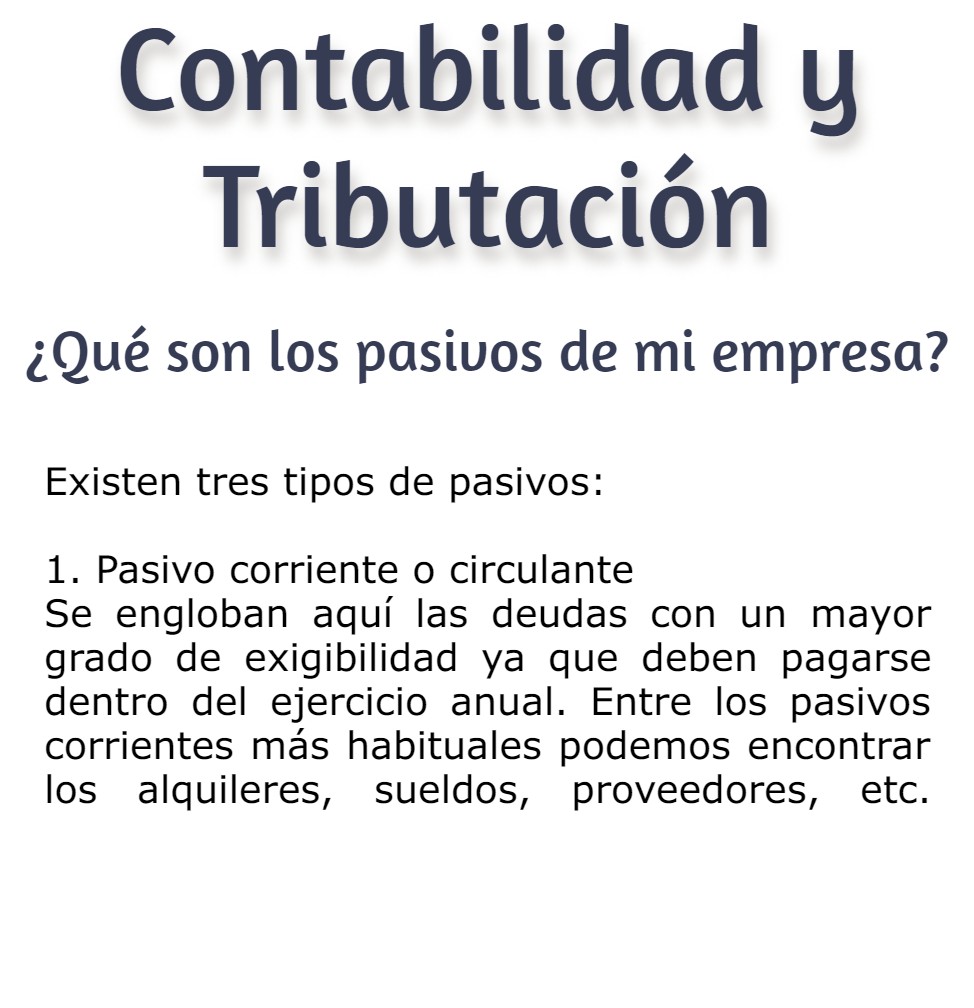 Contabilidad y
Tributación
¿Qué son los pasivos de mi empresa?
Existen tres tipos de pasivos:
1. Pasivo corriente o circulante
Se engloban aquí las deudas con un mayor
grado de exigibilidad ya que deben pagarse
dentro del ejercicio anual. Entre los pasivos
corrientes más habituales podemos encontrar
los alquileres, sueldos, proveedores, etc.